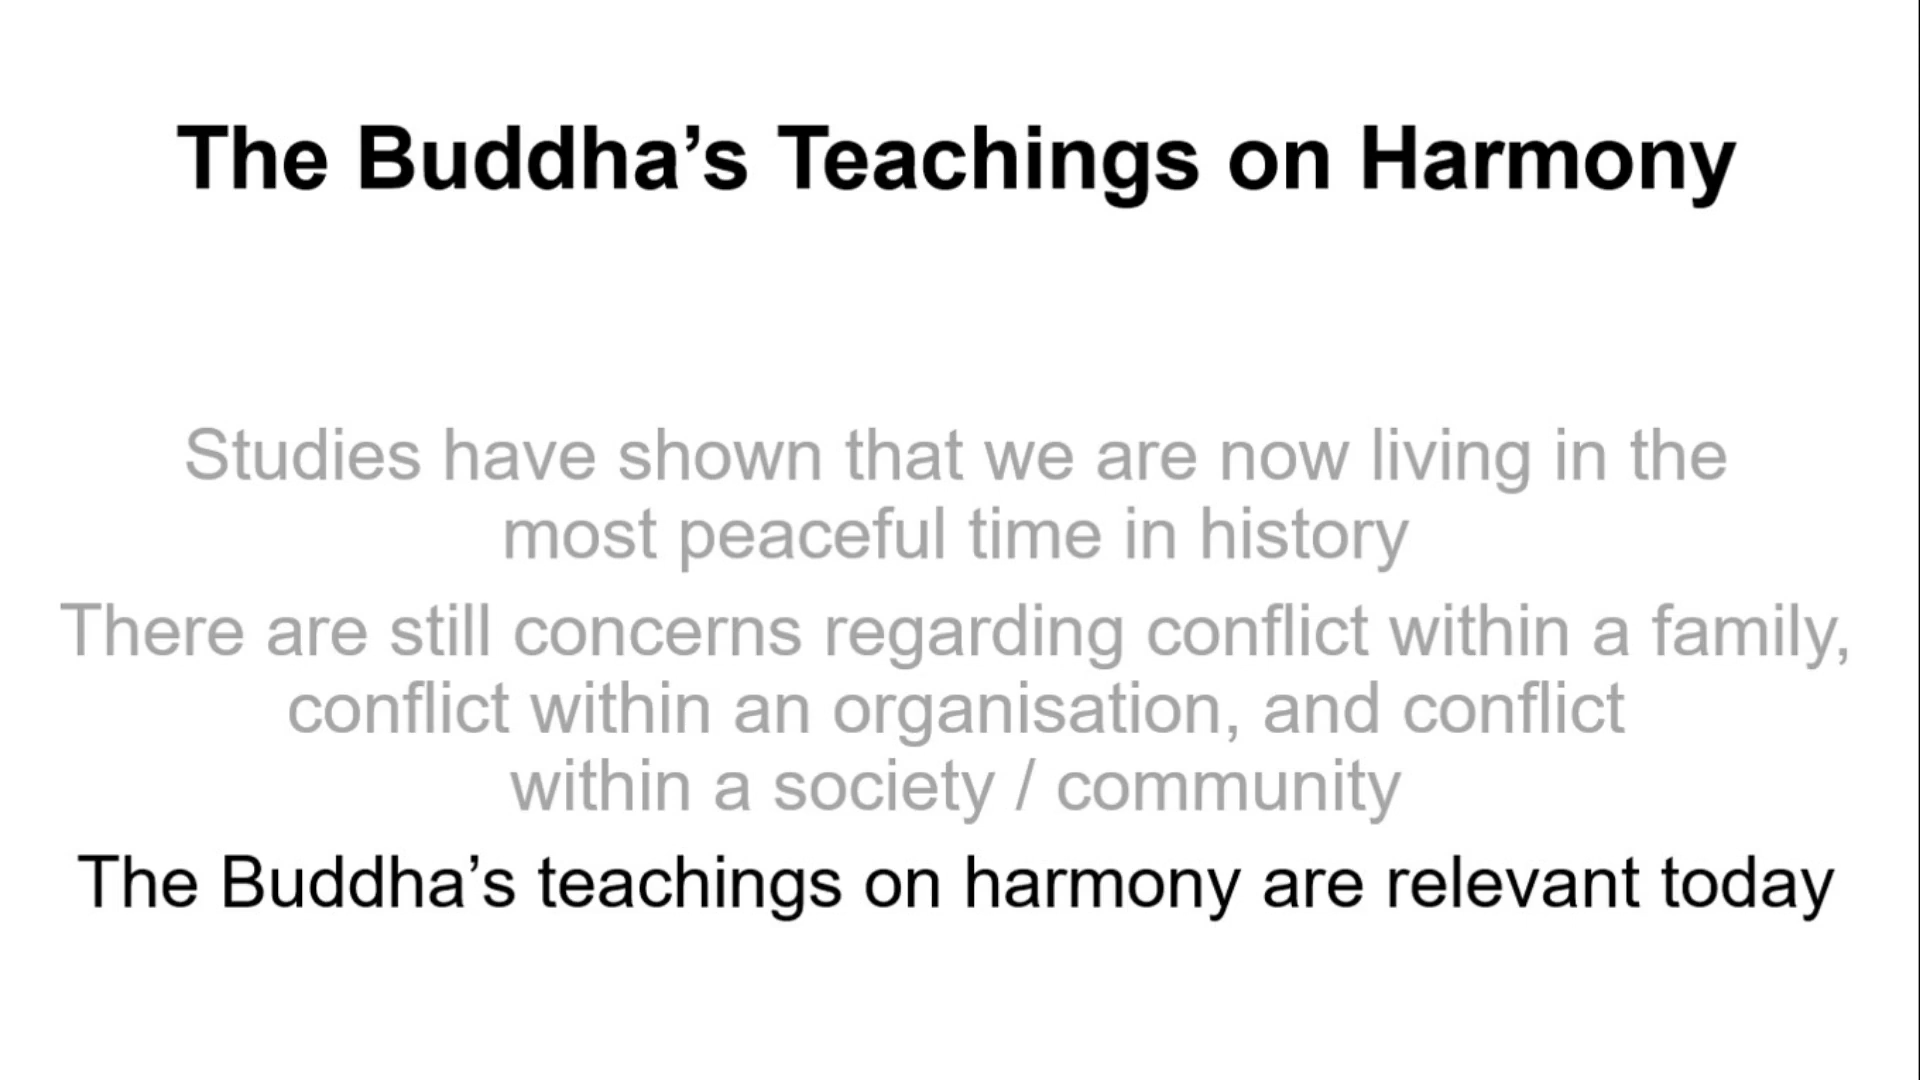 The Buddha’s Teachings on Harmony
Studies have shown that we are now living in the
most peaceful time in history
There are still concerns regarding conflict within a family,
conflict within an organisation, and conflict
within a society / community
The Buddha’s teachings on harmony are relevant today